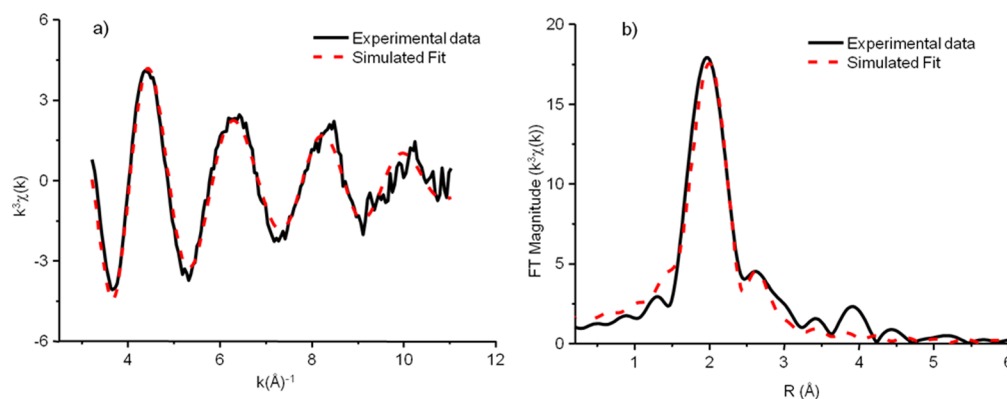 a)
Experimental data
Simulated Fit
6
3
0
-3
-6
k³χ(k)
4
6
8
10
12
k(Å)⁻¹
b)
Experimental data
Simulated Fit
20
15
10
5
0
FT Magnitude (k³χ(k))
1
2
3
4
5
6
R (Å)